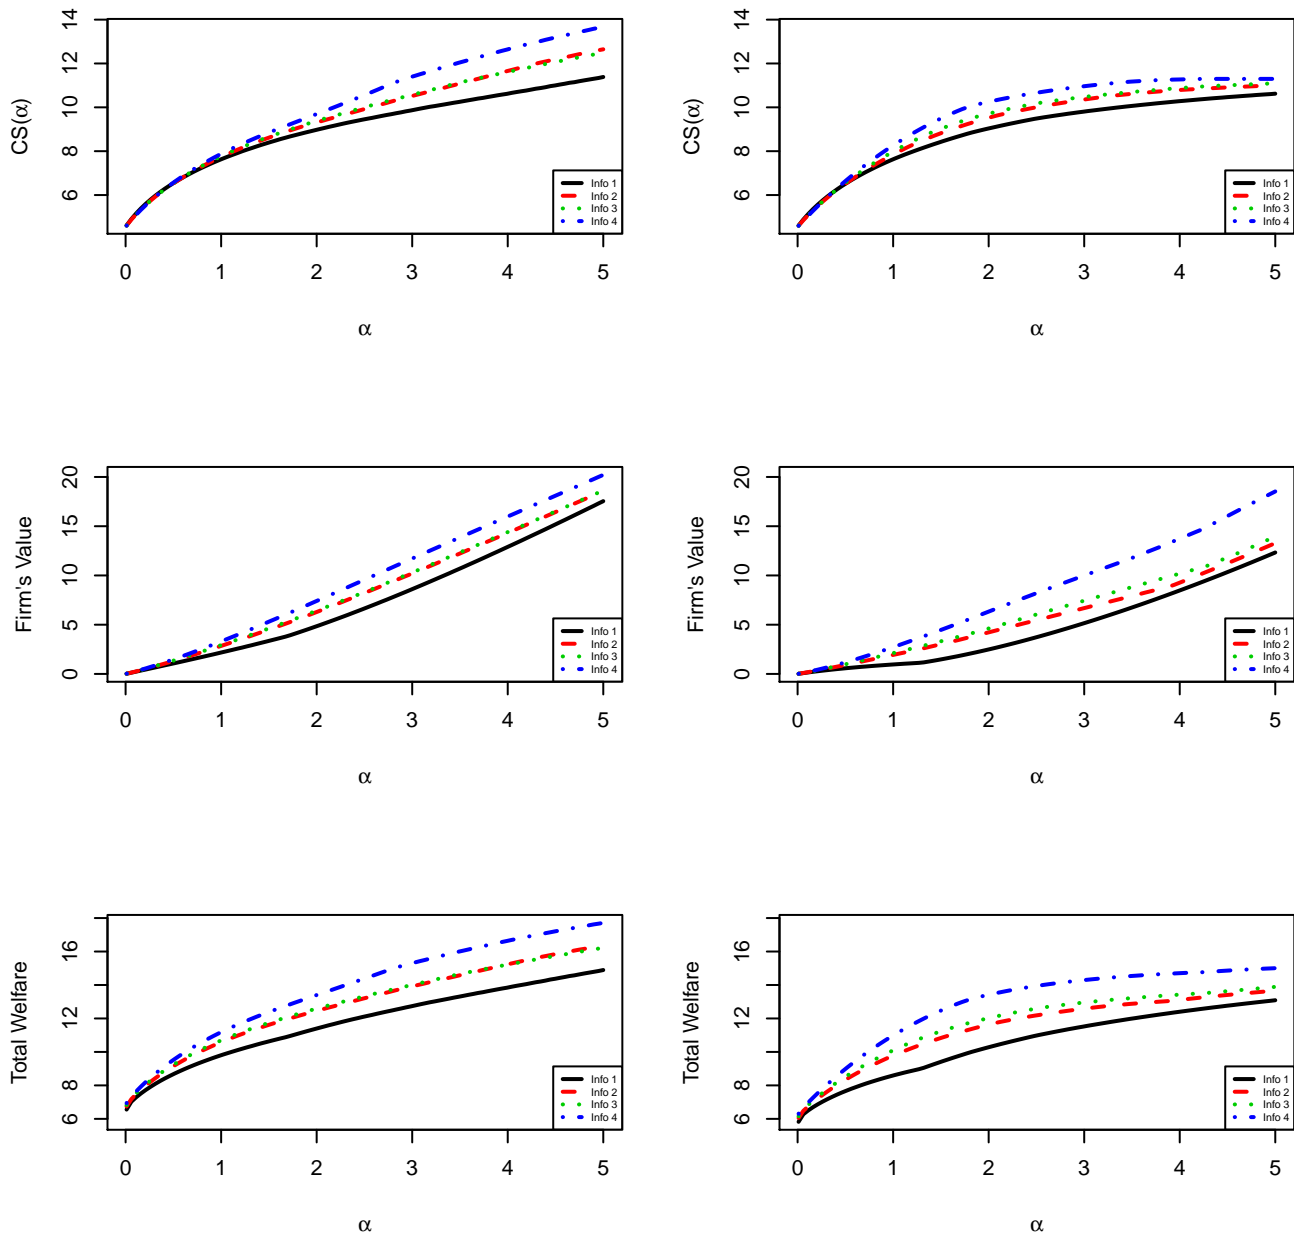 CS(α)
14
12
10
8
6
Info 1
Info 2
Info 3
Info 4
0 1 2 3 4 5
α
CS(α)
14
12
10
8
6
Info 1
Info 2
Info 3
Info 4
0 1 2 3 4 5
α
Firm's Value
20
15
10
5
0
Info 1
Info 2
Info 3
Info 4
0 1 2 3 4 5
α
Firm's Value
20
15
10
5
0
Info 1
Info 2
Info 3
Info 4
0 1 2 3 4 5
α
Total Welfare
16
12
8
6
Info 1
Info 2
Info 3
Info 4
0 1 2 3 4 5
α
Total Welfare
16
12
8
6
Info 1
Info 2
Info 3
Info 4
0 1 2 3 4 5
α